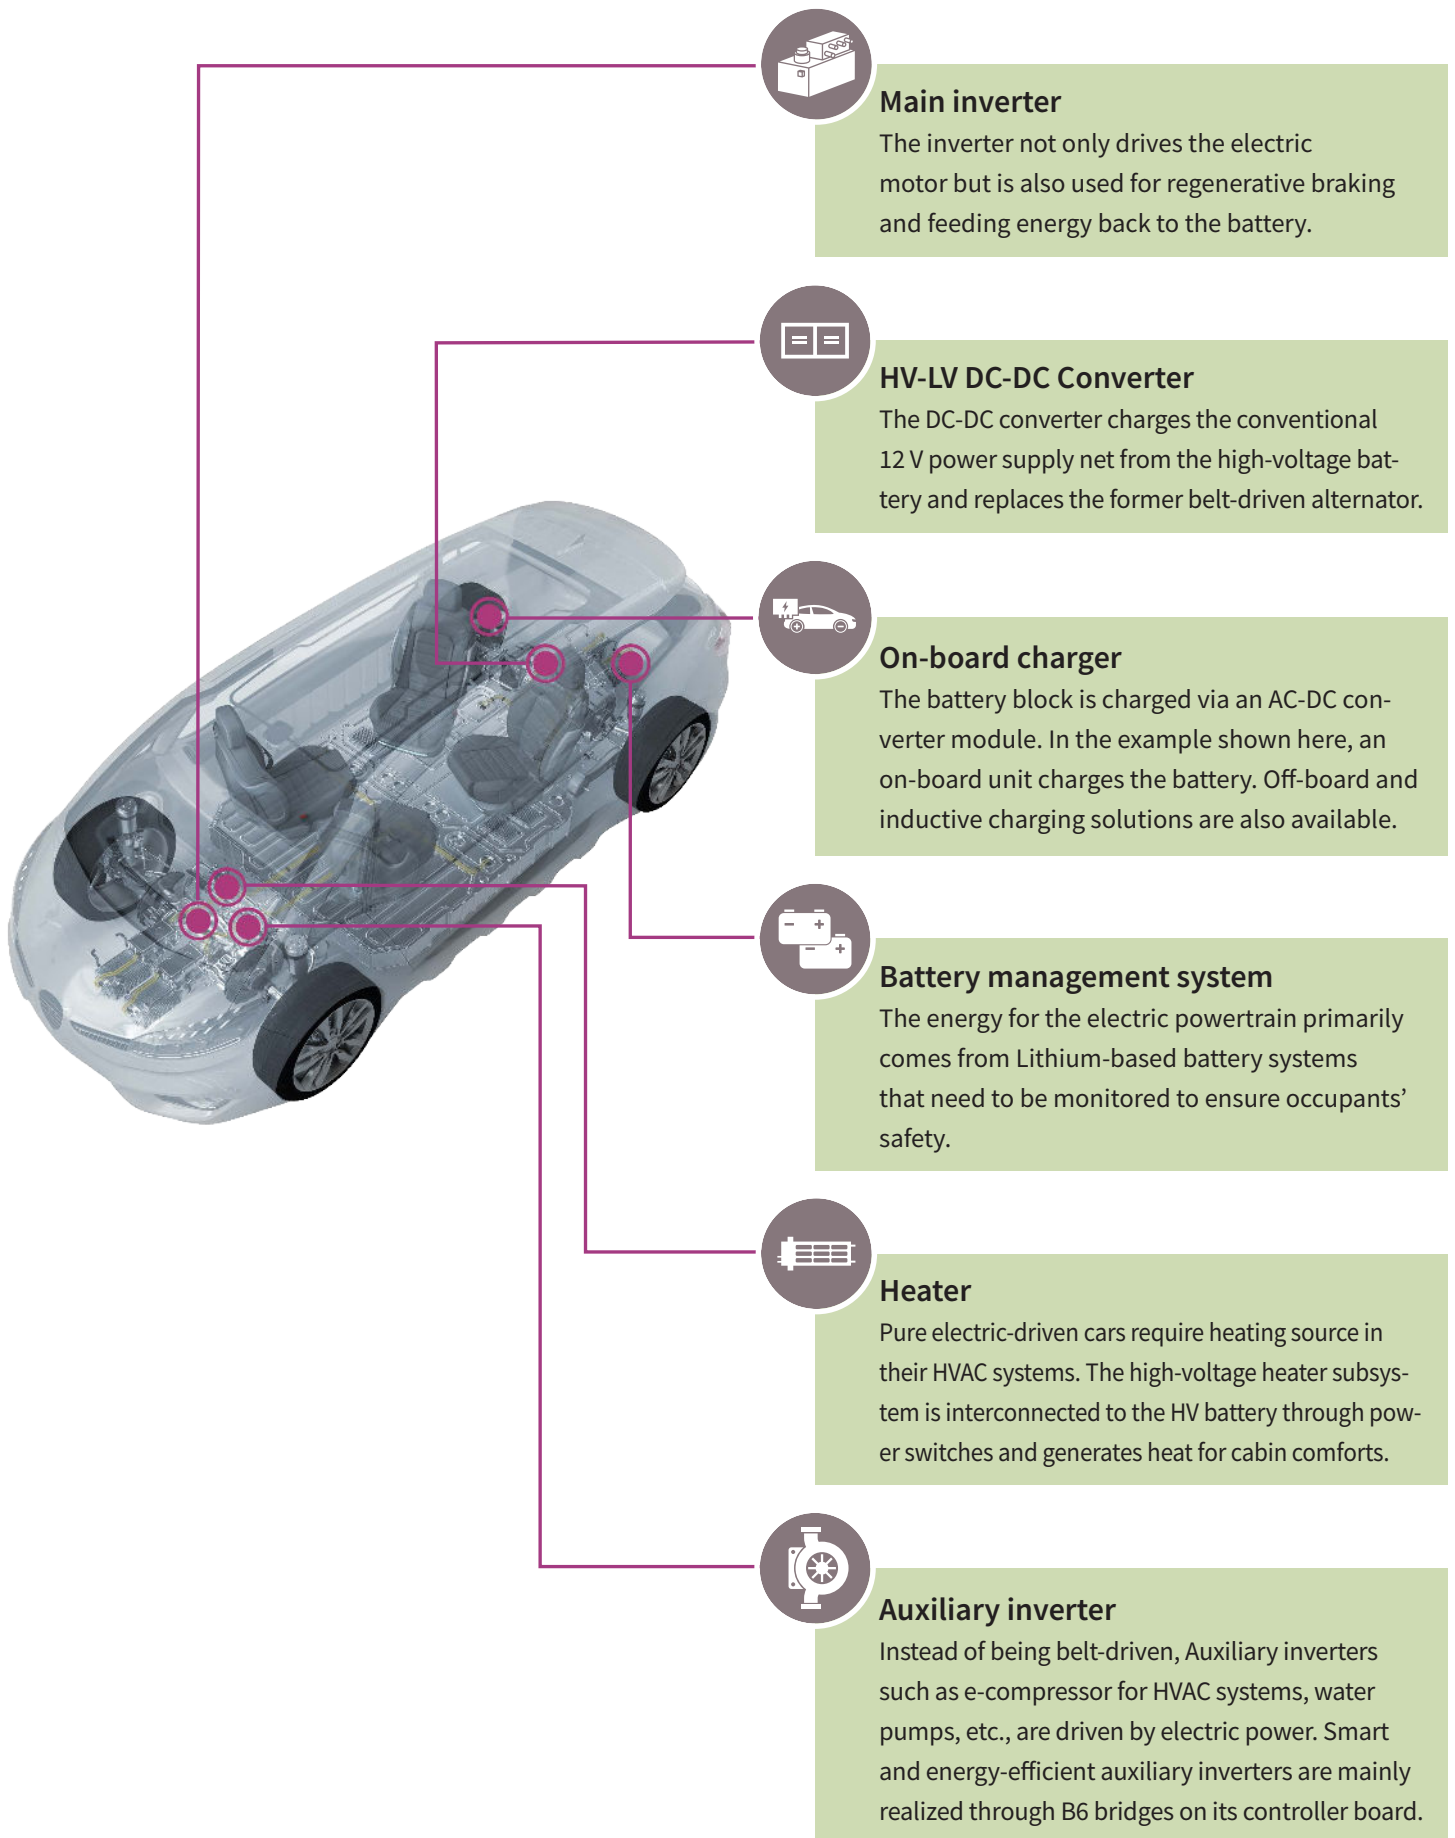 Main inverter
The inverter not only drives the electric
motor but is also used for regenerative braking
and feeding energy back to the battery.
HV-LV DC-DC Converter
The DC-DC converter charges the conventional
12 V power supply net from the high-voltage bat-
tery and replaces the former belt-driven alternator.
On-board charger
The battery block is charged via an AC-DC con-
verter module. In the example shown here, an
on-board unit charges the battery. Off-board and
inductive charging solutions are also available.
Battery management system
The energy for the electric powertrain primarily
comes from Lithium-based battery systems
that need to be monitored to ensure occupants’
safety.
Heater
Pure electric-driven cars require heating source in
their HVAC systems. The high-voltage heater subsys-
tem is interconnected to the HV battery through pow-
er switches and generates heat for cabin comforts.
Auxiliary inverter
Instead of being belt-driven, Auxiliary inverters
such as e-compressor for HVAC systems, water
pumps, etc., are driven by electric power. Smart
and energy-efficient auxiliary inverters are mainly
realized through B6 bridges on its controller board.